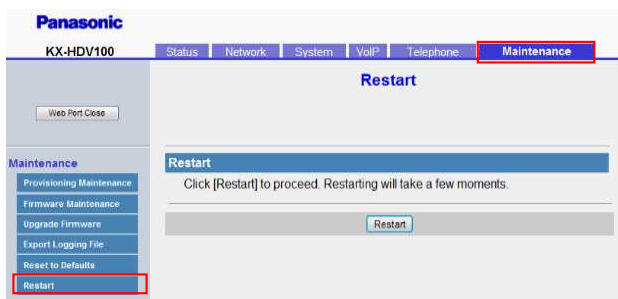 Panasonic
KX-HDV100
Status Network System VoIP Telephone Maintenance
Restart
Web Port Close
Maintenance
Provisioning Maintenance
Firmware Maintenance
Upgrade Firmware
Export Logging File
Reset to Defaults
Restart
Restart
Click [Restart] to proceed. Restarting will take a few moments.
Restart